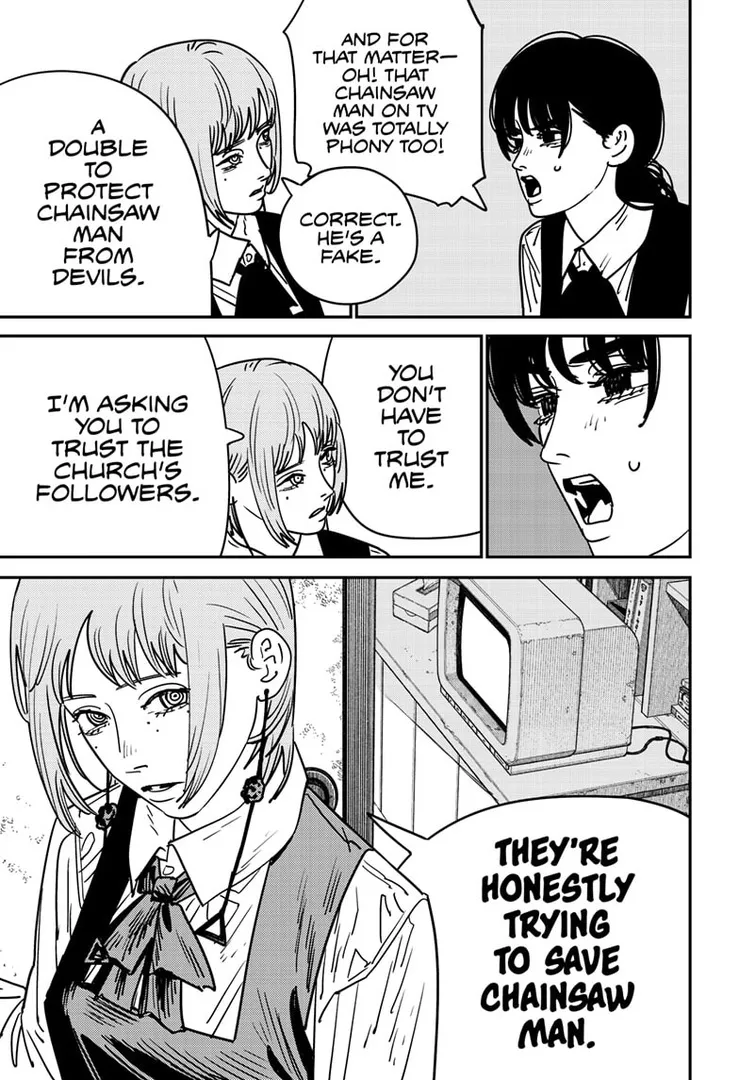 AND FOR
THAT MATTER—
OH! THAT
CHAINSAW
MAN ON TV
WAS TOTALLY
PHONY TOO!
CORRECT.
HE'S A
FAKE.
A
DOUBLE
TO
PROTECT
CHAINSAW
MAN
FROM
DEVILS.
YOU
DON'T
HAVE
TO
TRUST
ME.
I'M ASKING
YOU TO
TRUST THE
CHURCH'S
FOLLOWERS.
THEY'RE
HONESTLY
TRYING
TO SAVE
CHAINSAW
MAN.